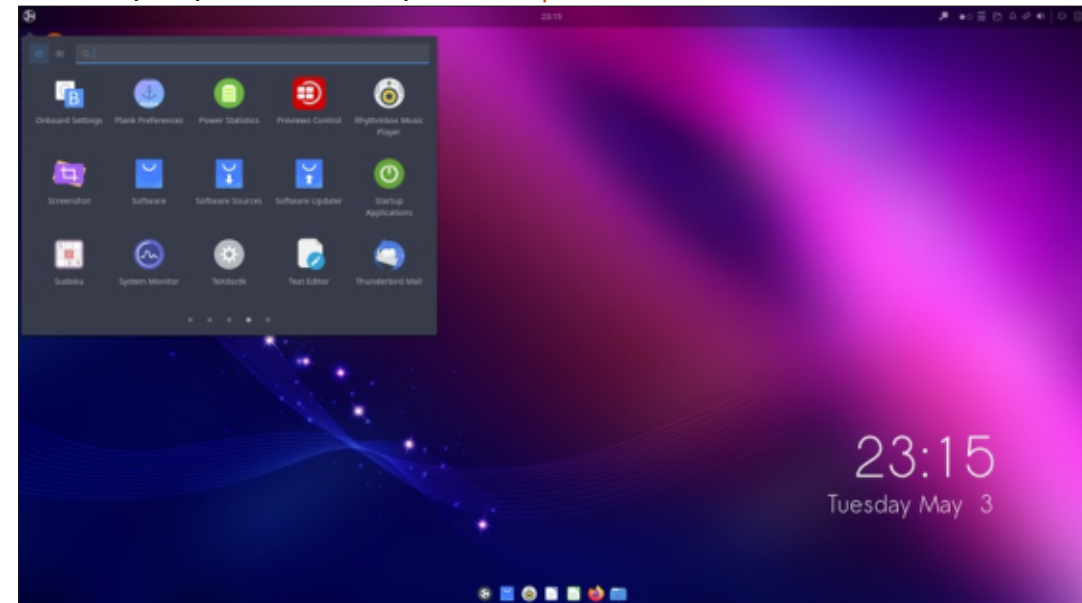 23:15
Onboard Settings Plank Preferences Power Statistics Previews Control Rhythmbox Music
Player
Screenshot Software Software Sources Software Updater Startup
Applications
Sudoku System Monitor Text Editor Thunderbird Mail
23:15
Tuesday May 3